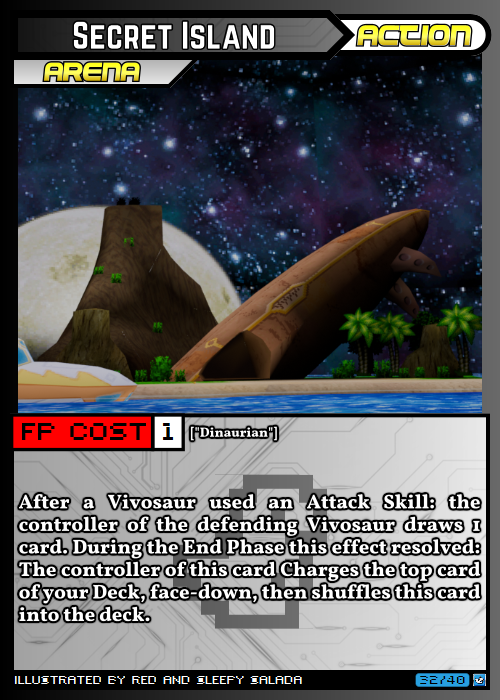 SECRET ISLAND
ACTION
ARENA
FP COST 1 ["Dinaurian"]
After a Vivosaur used an Attack Skill: the
controller of the defending Vivosaur draws 1
card. During the End Phase this effect resolved:
The controller of this card Charges the top card
of your Deck, face-down, then shuffles this card
into the deck.
ILLUSTRATED BY RED AND SLEEPY SALADA
32/40